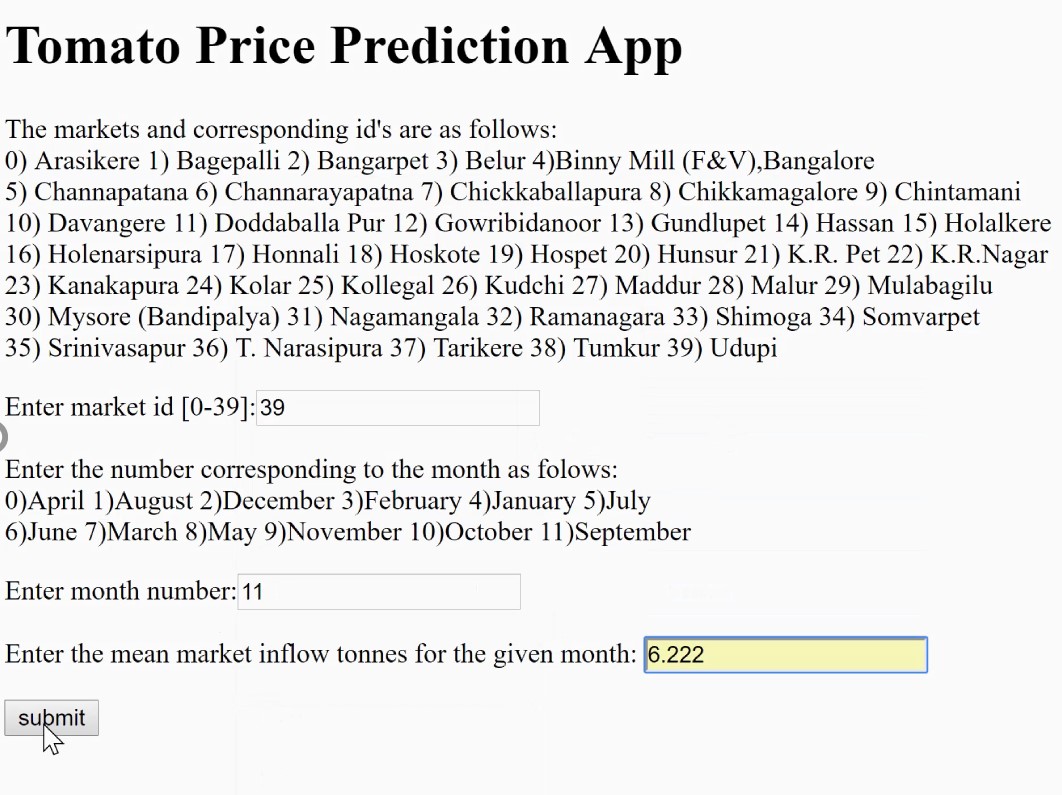 Tomato Price Prediction App
The markets and corresponding id's are as follows:
0) Arasikere 1) Bagepalli 2) Bangarpet 3) Belur 4)Binny Mill (F&V),Bangalore
5) Channapatana 6) Channarayapatna 7) Chickkaballapura 8) Chikkamagalore 9) Chintamani
10) Davangere 11) Doddaballa Pur 12) Gowribidanoor 13) Gundlupet 14) Hassan 15) Holalkere
16) Holenarsipura 17) Honnali 18) Hoskote 19) Hospet 20) Hunsur 21) K.R. Pet 22) K.R.Nagar
23) Kanakapura 24) Kolar 25) Kollegal 26) Kudchi 27) Maddur 28) Malur 29) Mulabagilu
30) Mysore (Bandipalya) 31) Nagamangala 32) Ramanagara 33) Shimoga 34) Somvarpet
35) Srinivasapur 36) T. Narasipura 37) Tarikere 38) Tumkur 39) Udupi
Enter market id [0-39]: 39
Enter the number corresponding to the month as folows:
0)April 1)August 2)December 3)February 4)January 5)July
6)June 7)March 8)May 9)November 10)October 11)September
Enter month number: 11
Enter the mean market inflow tonnes for the given month: 6.222
submit